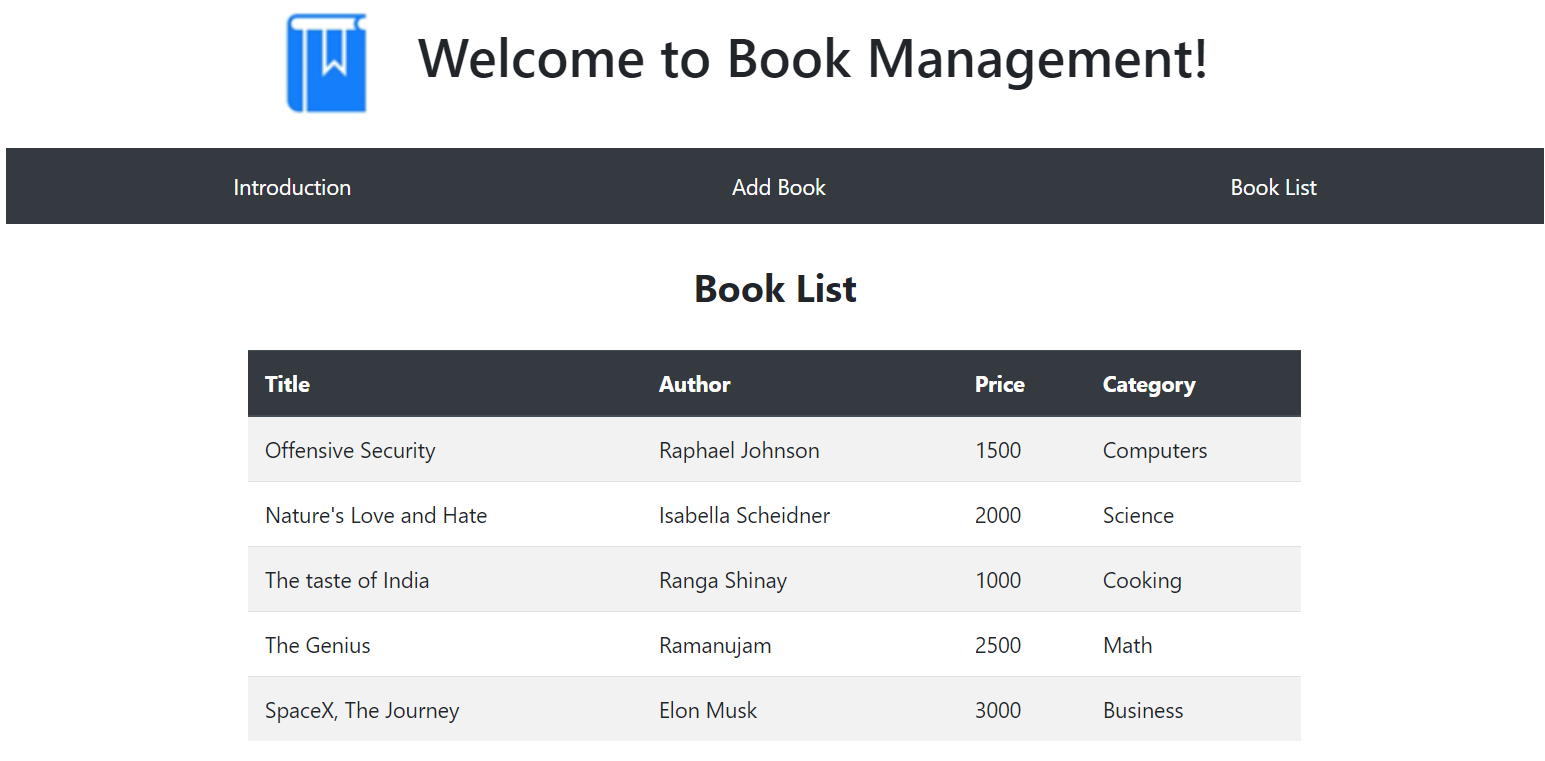 Welcome to Book Management!
Introduction Add Book Book List
Book List
Title Author Price Category
Offensive Security Raphael Johnson 1500 Computers
Nature's Love and Hate Isabella Scheidner 2000 Science
The taste of India Ranga Shinay 1000 Cooking
The Genius Ramanujam 2500 Math
SpaceX, The Journey Elon Musk 3000 Business